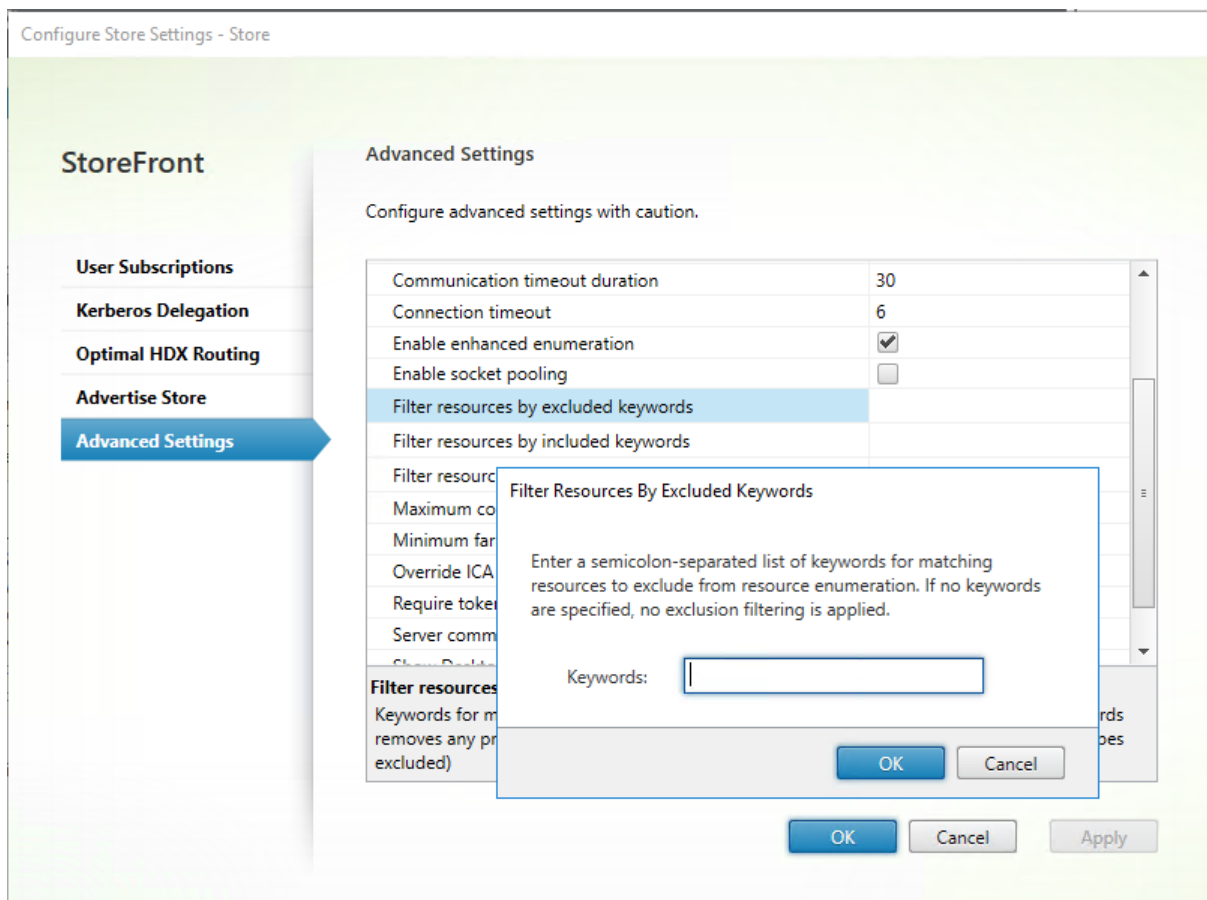 Configure Store Settings - Store
StoreFront
User Subscriptions
Kerberos Delegation
Optimal HDX Routing
Advertise Store
Advanced Settings
Advanced Settings
Configure advanced settings with caution.
Communication timeout duration 30
Connection timeout 6
Enable enhanced enumeration
Enable socket pooling
Filter resources by excluded keywords
Filter resources by included keywords
Filter resourc
Maximum co
Minimum far
Override ICA
Require token
Server comm
Filter resources
Keywords for m rds
removes any pr pes
excluded)
Filter Resources By Excluded Keywords
Enter a semicolon-separated list of keywords for matching
resources to exclude from resource enumeration. If no keywords
are specified, no exclusion filtering is applied.
Keywords:
OK Cancel
OK Cancel Apply